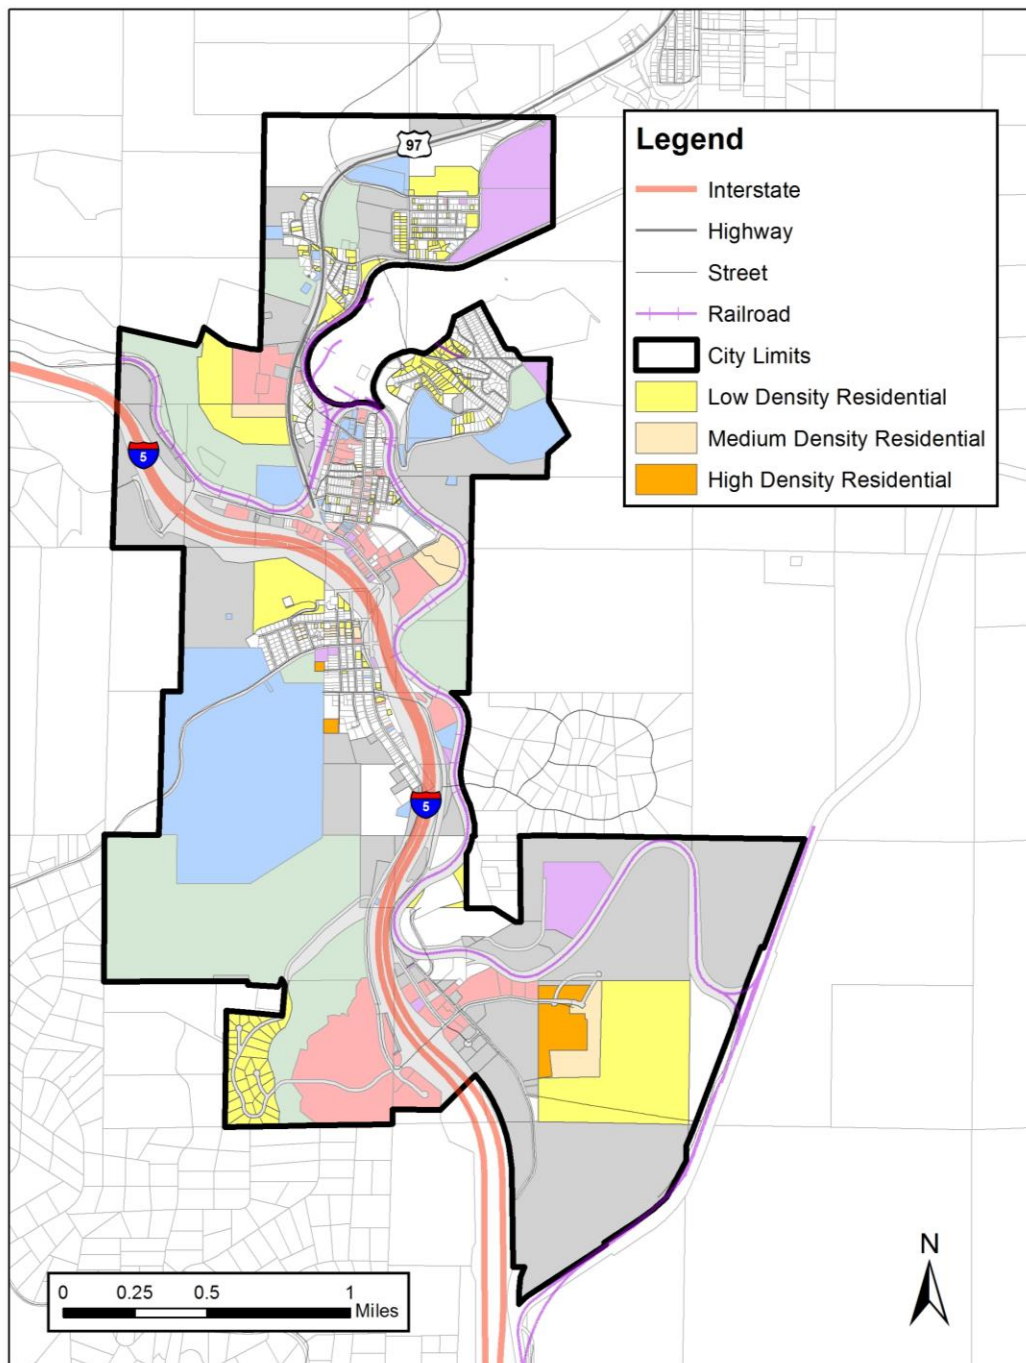 97
Legend
Interstate
Highway
Street
Railroad
City Limits
Low Density Residential
Medium Density Residential
High Density Residential
5
5
0 0.25 0.5 1
Miles
N